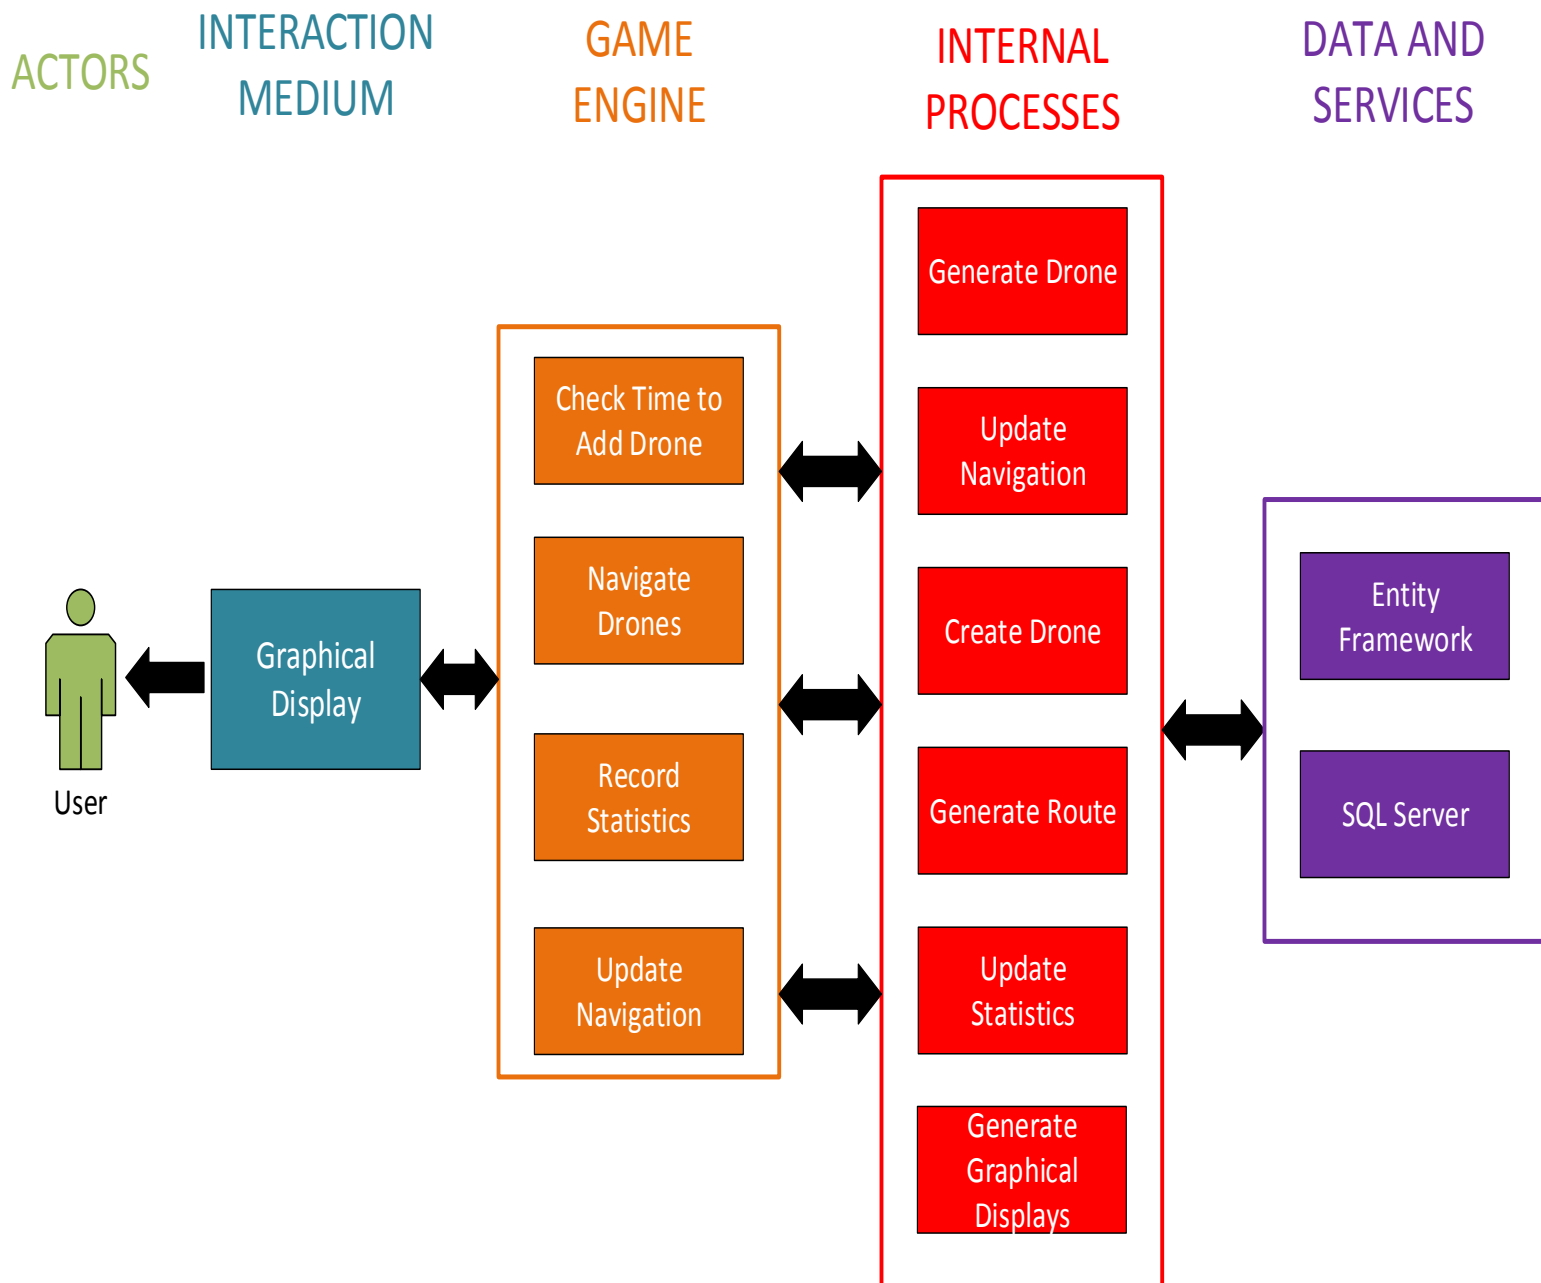 ACTORS
INTERACTION
MEDIUM
GAME
ENGINE
INTERNAL
PROCESSES
DATA AND
SERVICES
User
Graphical
Display
Check Time to
Add Drone
Navigate
Drones
Record
Statistics
Update
Navigation
Generate Drone
Update
Navigation
Create Drone
Generate Route
Update
Statistics
Generate
Graphical
Displays
Entity
Framework
SQL Server